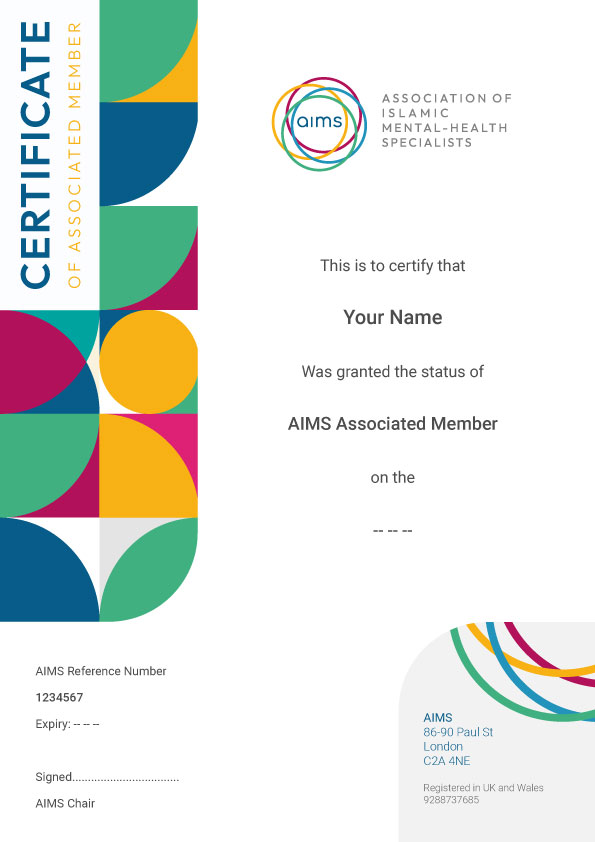 CERTIFICATE
OF ASSOCIATED MEMBER
aims
ASSOCIATION OF
ISLAMIC
MENTAL-HEALTH
SPECIALISTS
This is to certify that
Your Name
Was granted the status of
AIMS Associated Member
on the
-- -- --
AIMS Reference Number
1234567
Expiry: -- -- --
Signed..................................
AIMS Chair
AIMS
86-90 Paul St
London
C2A 4NE
Registered in UK and Wales
9288737685